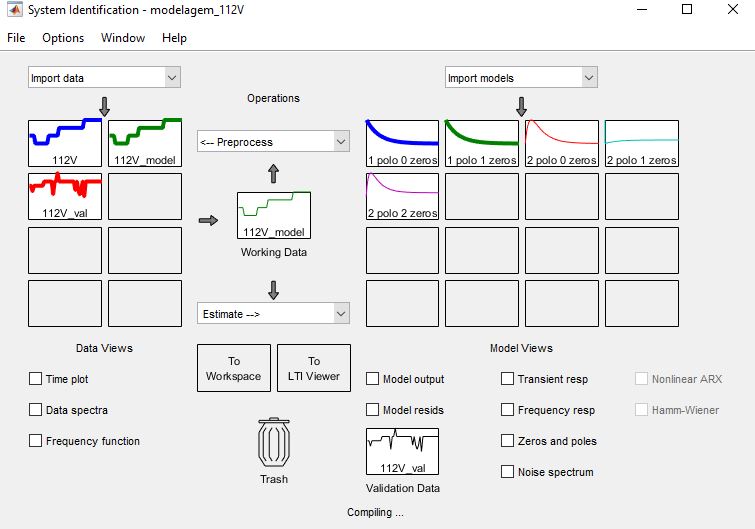 System Identification - modelagem_112V
File Options Window Help
Import data
Import models
Operations
<-- Preprocess
112V
112V_model
112V_val
112V_model
Working Data
Estimate -->
1 polo 0 zeros
1 polo 1 zeros
2 polo 0 zeros
2 polo 1 zeros
2 polo 2 zeros
Data Views
Time plot
Data spectra
Frequency function
To
Workspace
To
LTI Viewer
Trash
Model Views
Model output
Transient resp
Nonlinear ARX
Model resids
Frequency resp
Hamm-Wiener
Zeros and poles
Noise spectrum
112V_val
Validation Data
Compiling ...